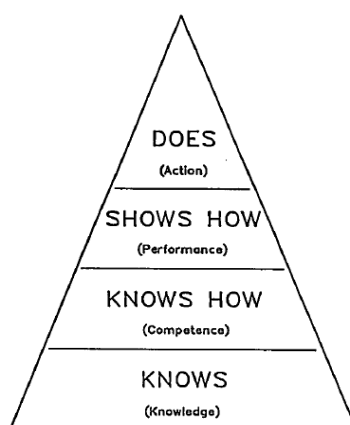 DOES
(Action)
SHOWS HOW
(Performance)
KNOWS HOW
(Competence)
KNOWS
(Knowledge)